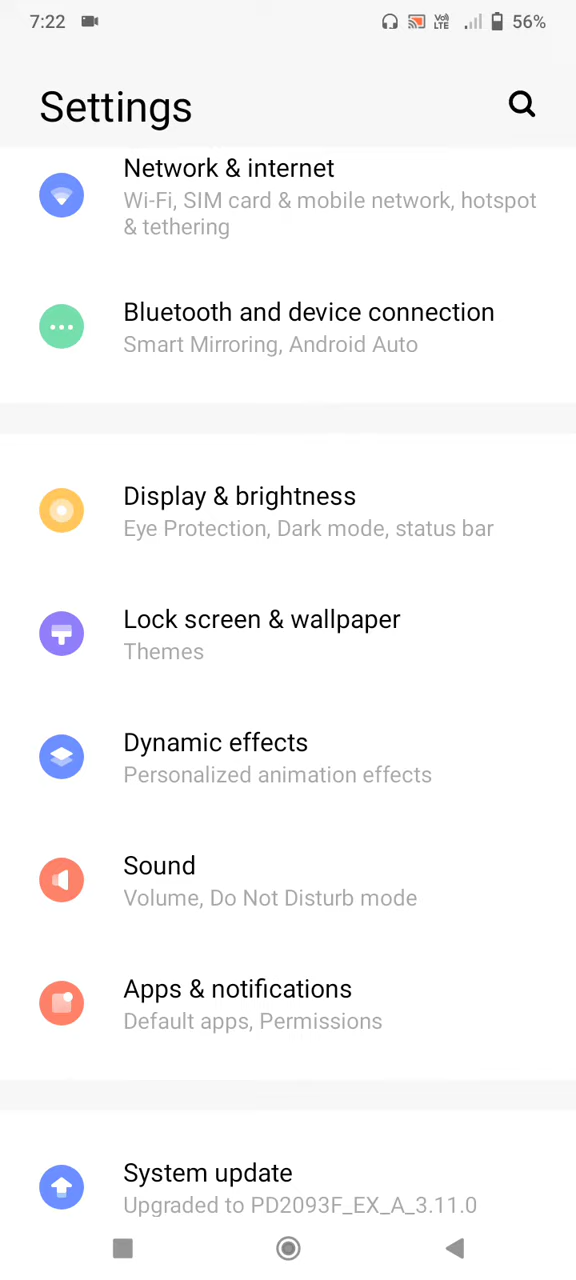 7:22
Vo)) LTE
56%
Settings
Network & internet
Wi-Fi, SIM card & mobile network, hotspot
& tethering
Bluetooth and device connection
Smart Mirroring, Android Auto
Display & brightness
Eye Protection, Dark mode, status bar
Lock screen & wallpaper
Themes
Dynamic effects
Personalized animation effects
Sound
Volume, Do Not Disturb mode
Apps & notifications
Default apps, Permissions
System update
Upgraded to PD2093F_EX_A_3.11.0